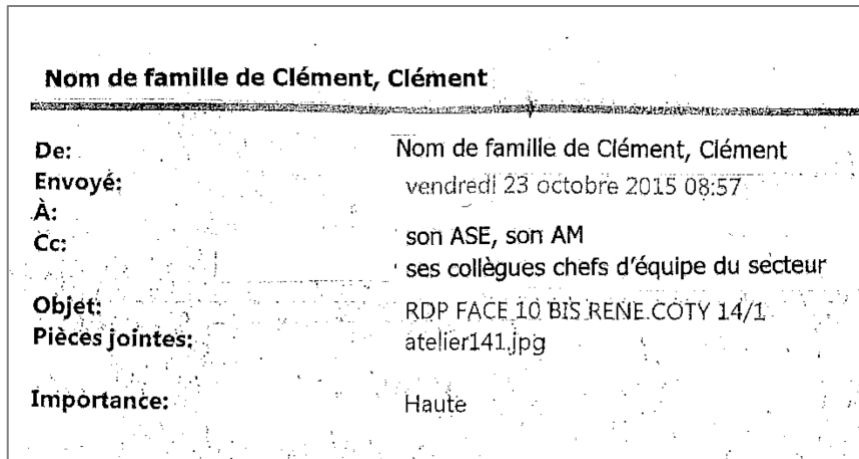 Nom de famille de Clément, Clément
De: Nom de famille de Clément, Clément
Envoyé: vendredi 23 octobre 2015 08:57
À: son ASE, son AM
Cc: ses collègues chefs d'équipe du secteur
Objet: RDP FACE 10 BIS RENE.COTY 14/1
Pièces jointes: atelier141.jpg
Importance: Haute